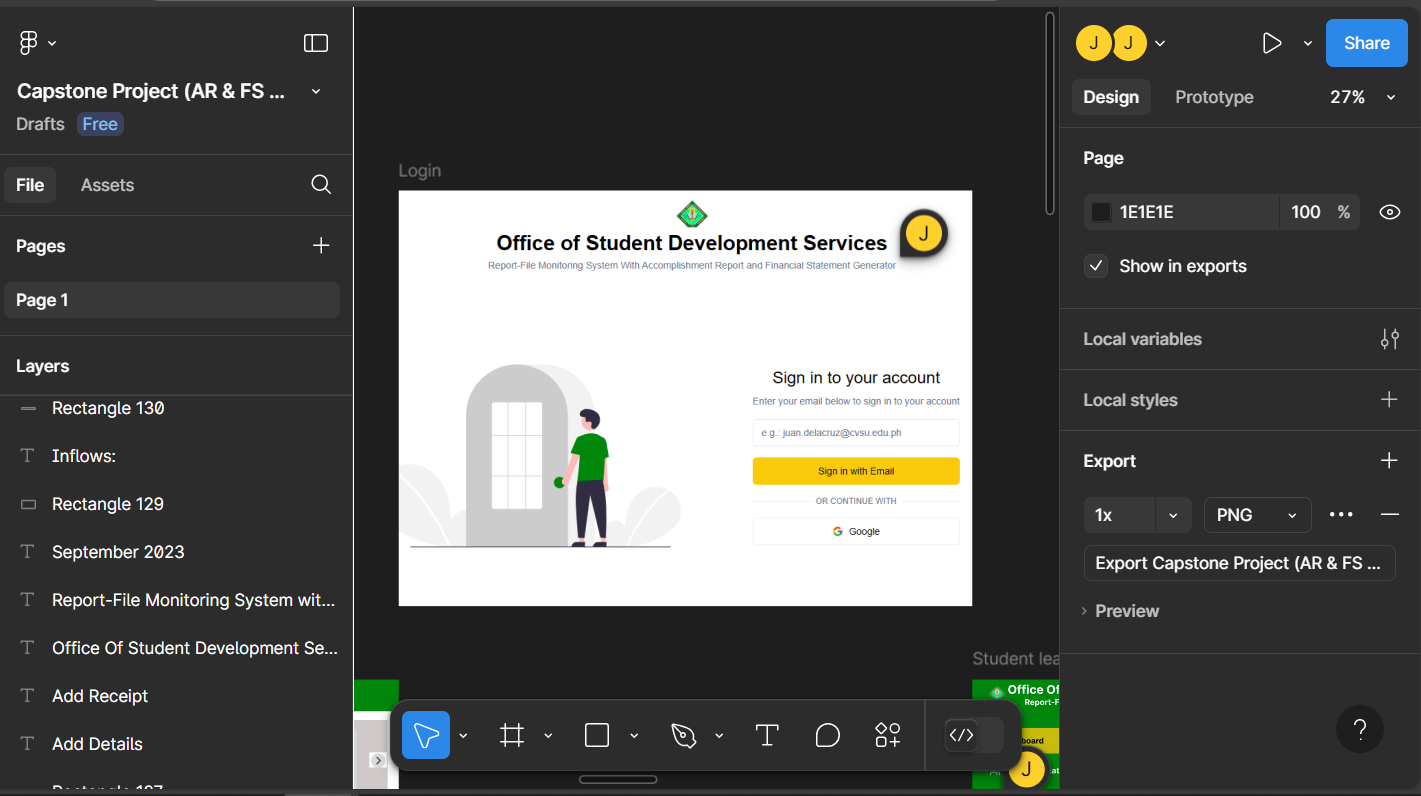 Capstone Project (AR & FS ...
Drafts
Free
File
Assets
Pages
Page 1
Layers
Rectangle 130
Inflows:
Rectangle 129
September 2023
Report-File Monitoring System wit...
Office Of Student Development Se...
Add Receipt
Add Details
Login
Office of Student Development Services
Report-File Monitoring System With Accomplishment Report and Financial Statement Generator
J
Sign in to your account
Enter your email below to sign in to your account
e.g.: juan.delacruz@cvsu.edu.ph
Sign in with Email
OR CONTINUE WITH
Google
Student lea
Office Of
Report-F
board
J
at
J J
Share
Design
Prototype
27%
Page
1E1E1E
100 %
Show in exports
Local variables
Local styles
Export
1x
PNG
Export Capstone Project (AR & FS ...
Preview
?